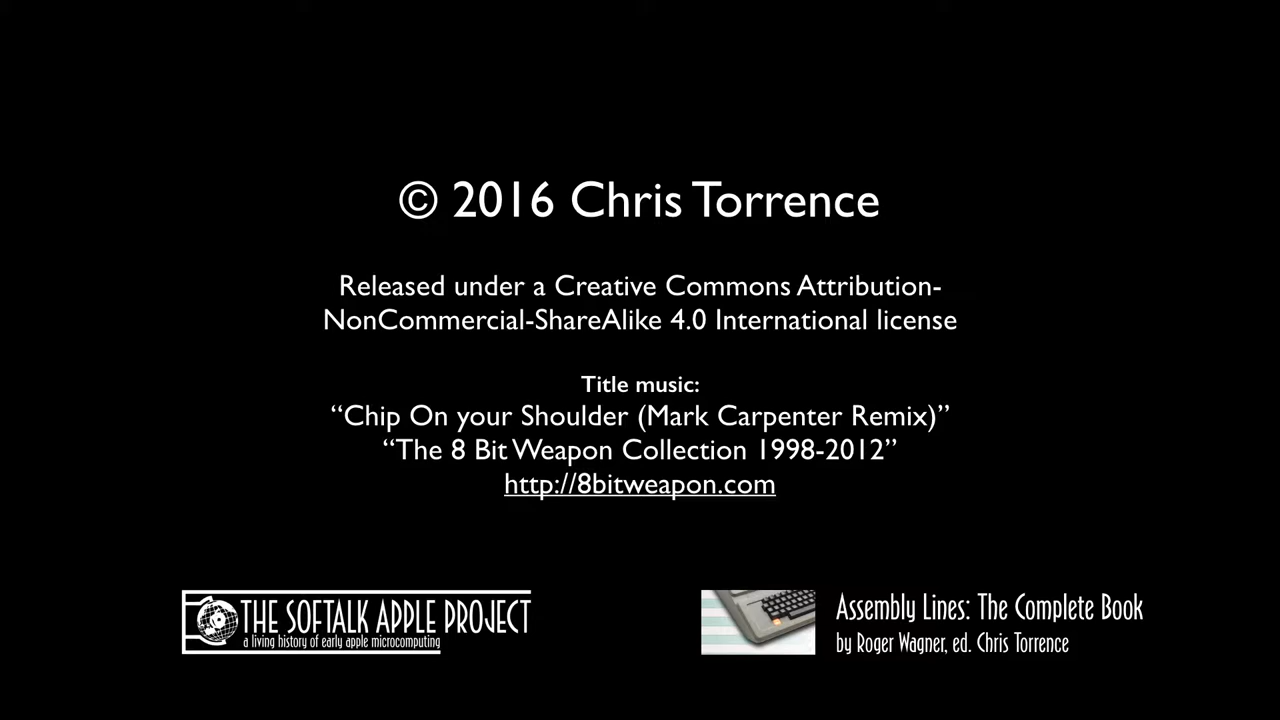 © 2016 Chris Torrence
Released under a Creative Commons Attribution-
NonCommercial-ShareAlike 4.0 International license
Title music:
“Chip On your Shoulder (Mark Carpenter Remix)”
“The 8 Bit Weapon Collection 1998-2012”
http://8bitweapon.com
THE SOFTALK APPLE PROJECT
a living history of early apple microcomputing
Assembly Lines: The Complete Book
by Roger Wagner, ed. Chris Torrence